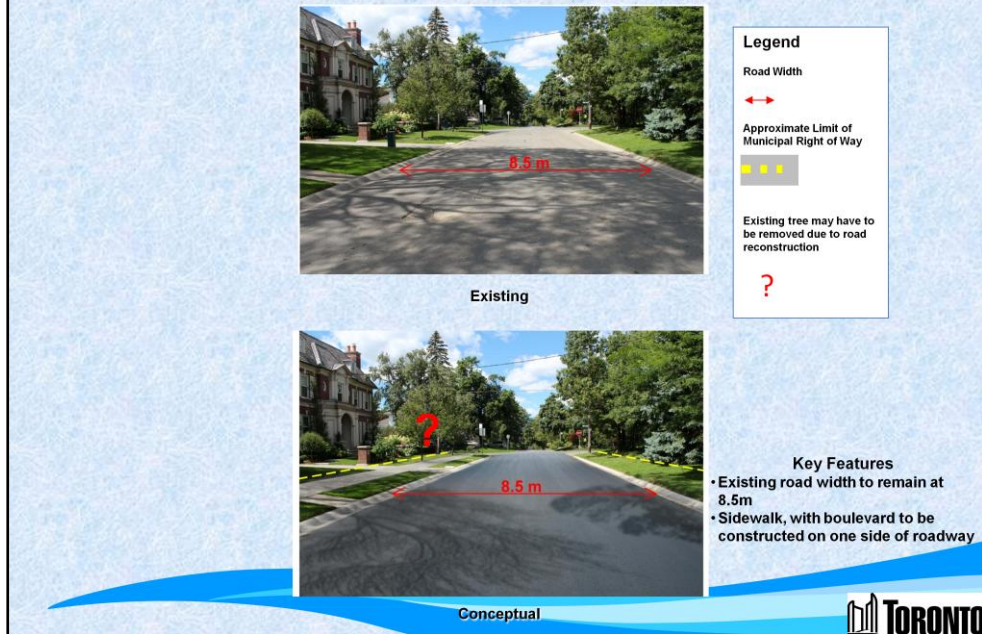 8.5 m
Existing
Legend
Road Width
Approximate Limit of
Municipal Right of Way
Existing tree may have to
be removed due to road
reconstruction
?
?
8.5 m
Conceptual
Key Features
•Existing road width to remain at
8.5m
•Sidewalk, with boulevard to be
constructed on one side of roadway
TORONTO